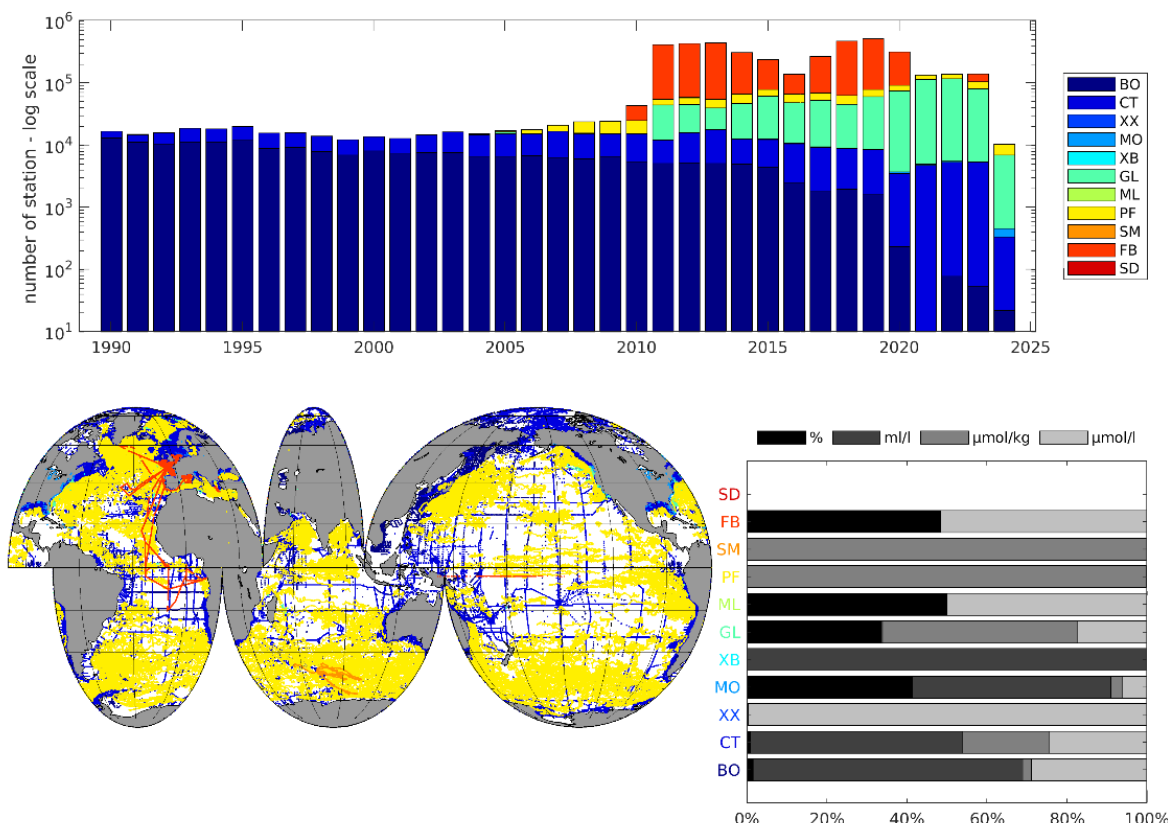 number of station - log scale
10^6
10^5
10^4
10^3
10^2
10^1
1990 1995 2000 2005 2010 2015 2020 2025
BO
CT
XX
MO
XB
GL
ML
PF
SM
FB
SD
% ml/l μmol/kg μmol/l
SD
FB
SM
PF
ML
GL
XB
MO
XX
CT
BO
0% 20% 40% 60% 80% 100%